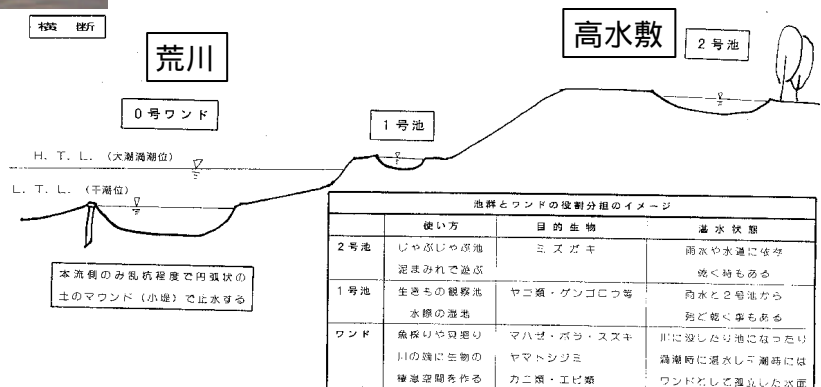 横 断
荒川
高水敷
2号池
0号ワンド
1号池
H.T.L.(大潮満潮位)
L.T.L.(干潮位)
本流側のみ乱杭程度で円弧状の
土のマウンド(小堤)で止水する
池群とワンドの役割分担のイメージ
使い方 目的生物 湛水状態
2号池 じゃぶじゃぶ池 ミズガキ 雨水や水道に依存
泥まみれで遊ぶ 乾く時もある
1号池 生きもの観察池 ヤゴ類・ゲンゴロウ等 雨水と2号池から
水際の湿地 殆ど乾く事もある
ワンド 魚採りや貝掘り マハゼ・ボラ・スズキ 川に没したり池になったり
川の端に生物の ヤマトシジミ 満潮時に湛水し干潮時には
棲息空間を作る カニ類・エビ類 ワンドとして孤立した水面